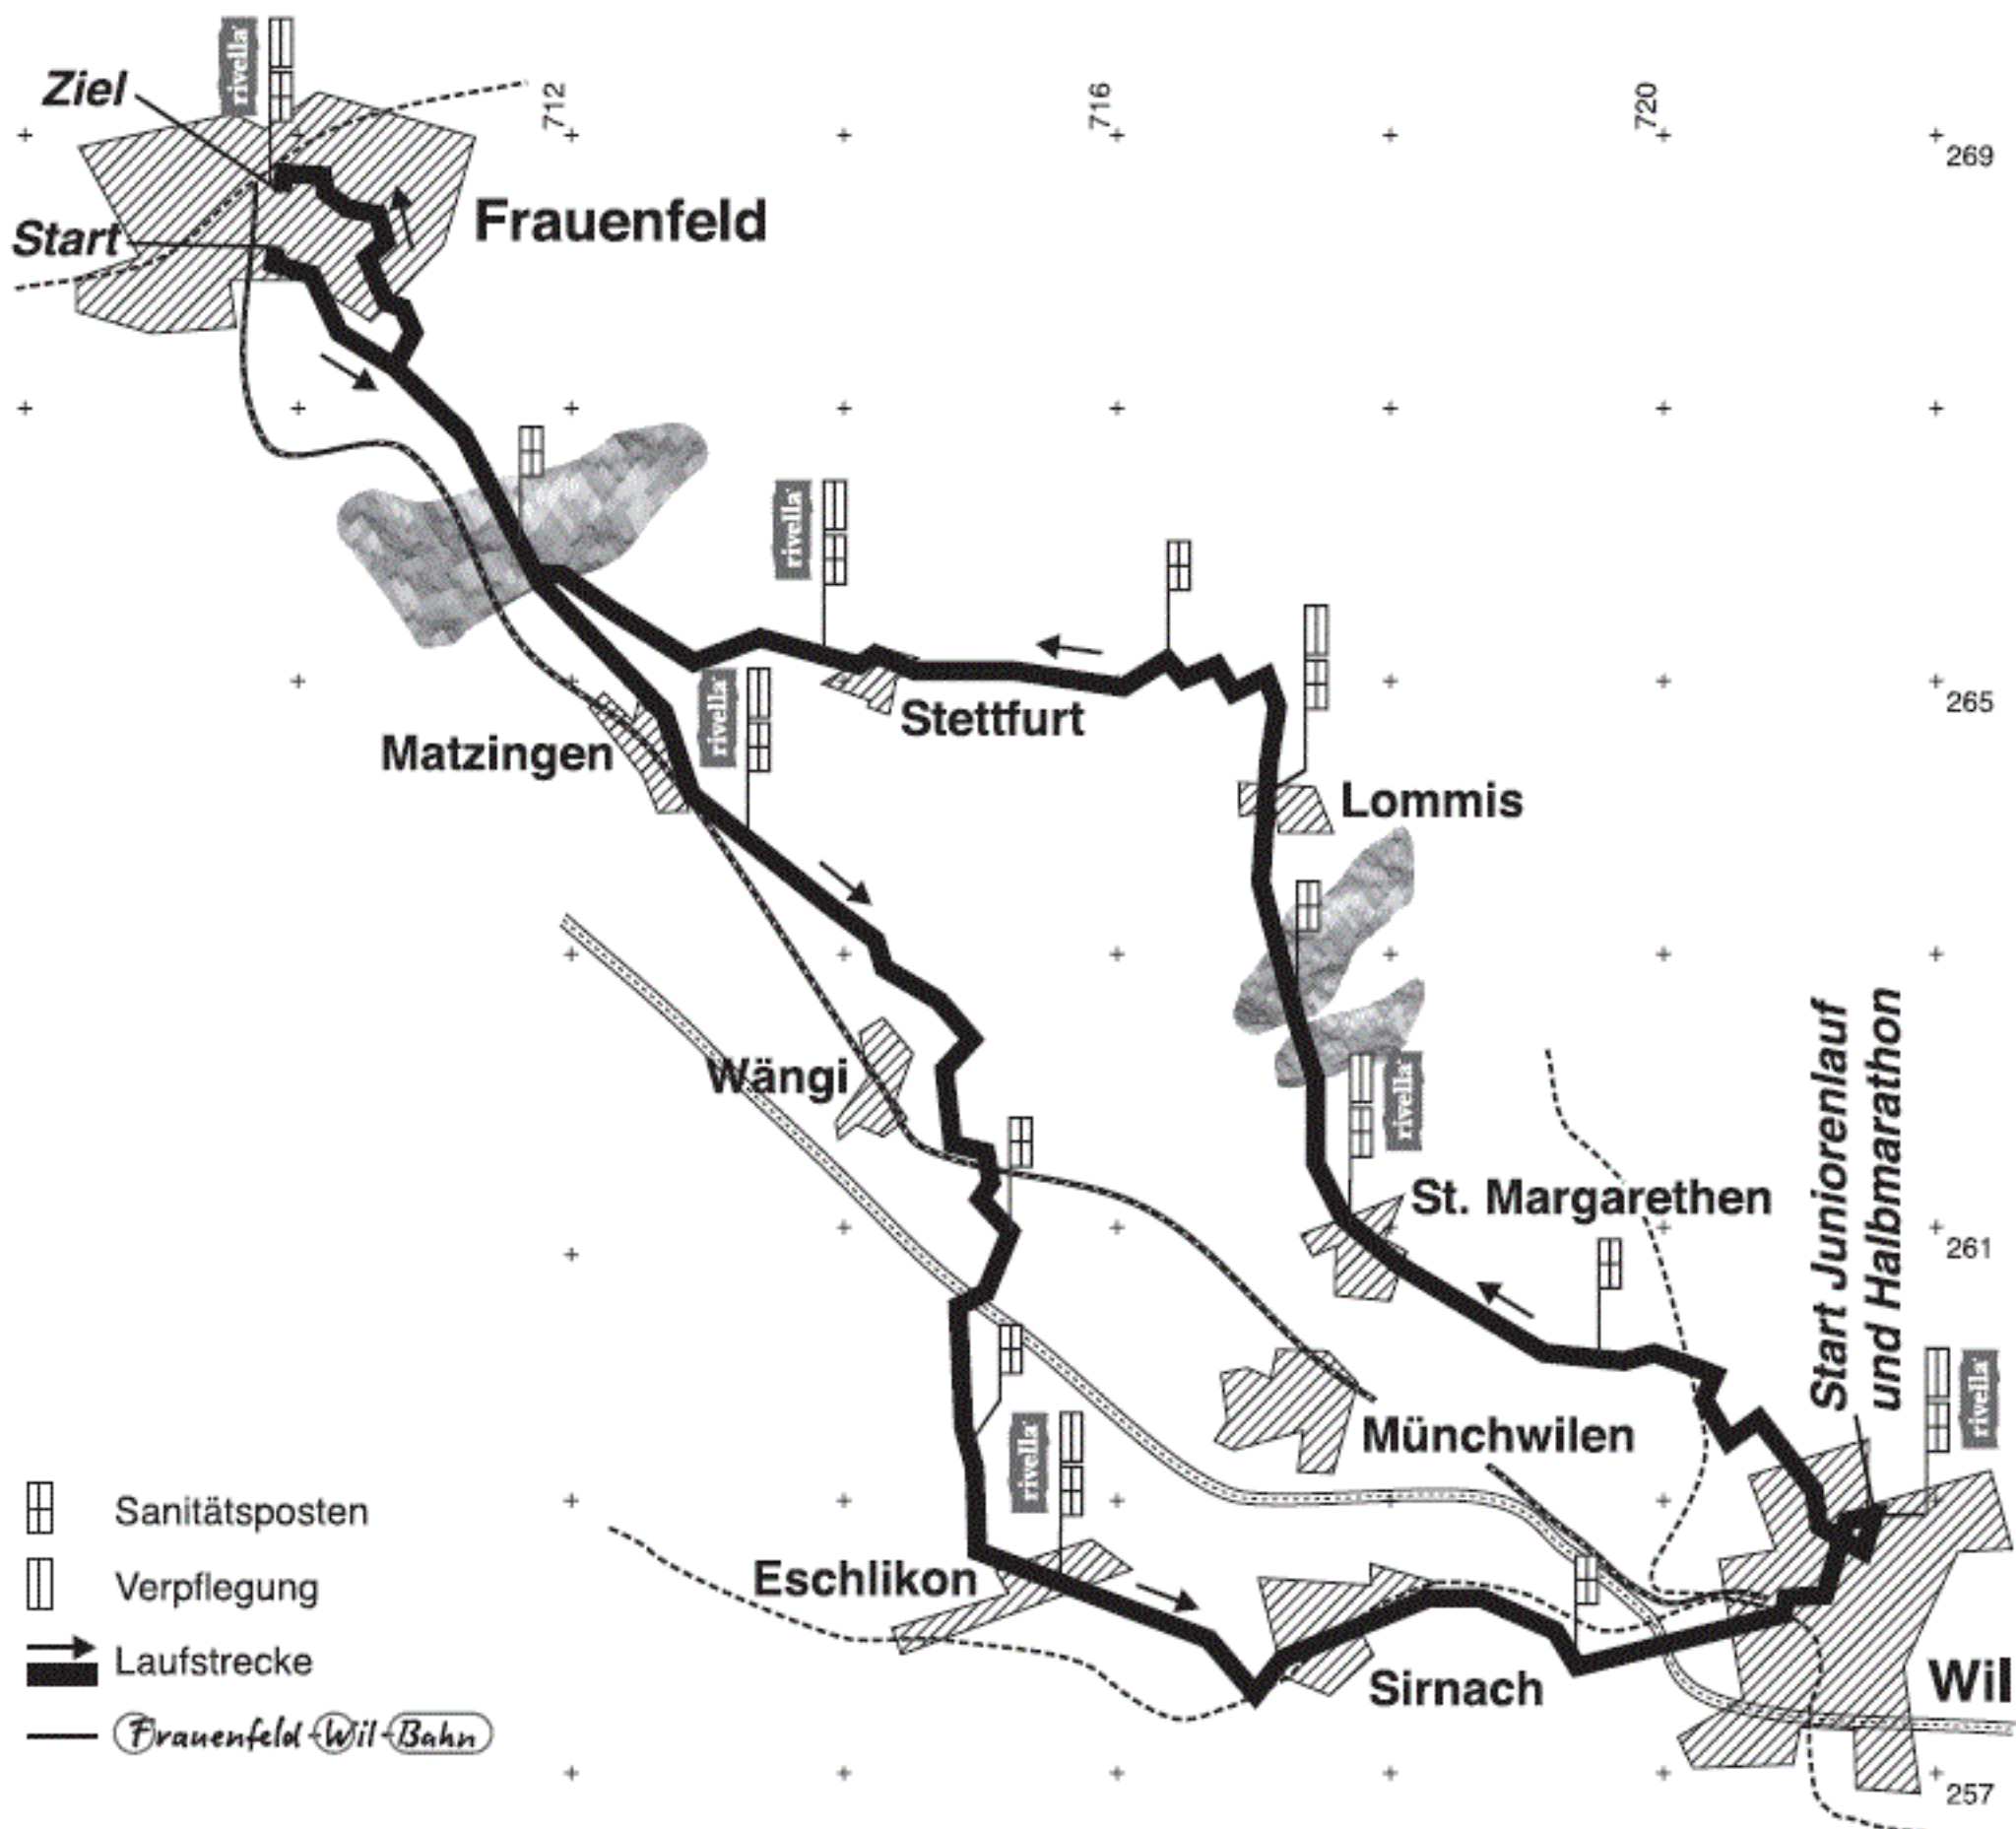 rivella
Ziel
712
716
720
269
Frauenfeld
Start
rivella
265
Stettfurt
rivella
Matzingen
Lommis
Wängi
rivella
St. Margarethen
Start Juniorenlauf
und Halbmarathon
261
rivella
Münchwilen
rivella
Eschlikon
Sirnach
Wil
257
Sanitätsposten
Verpflegung
Laufstrecke
Frauenfeld-Wil-Bahn